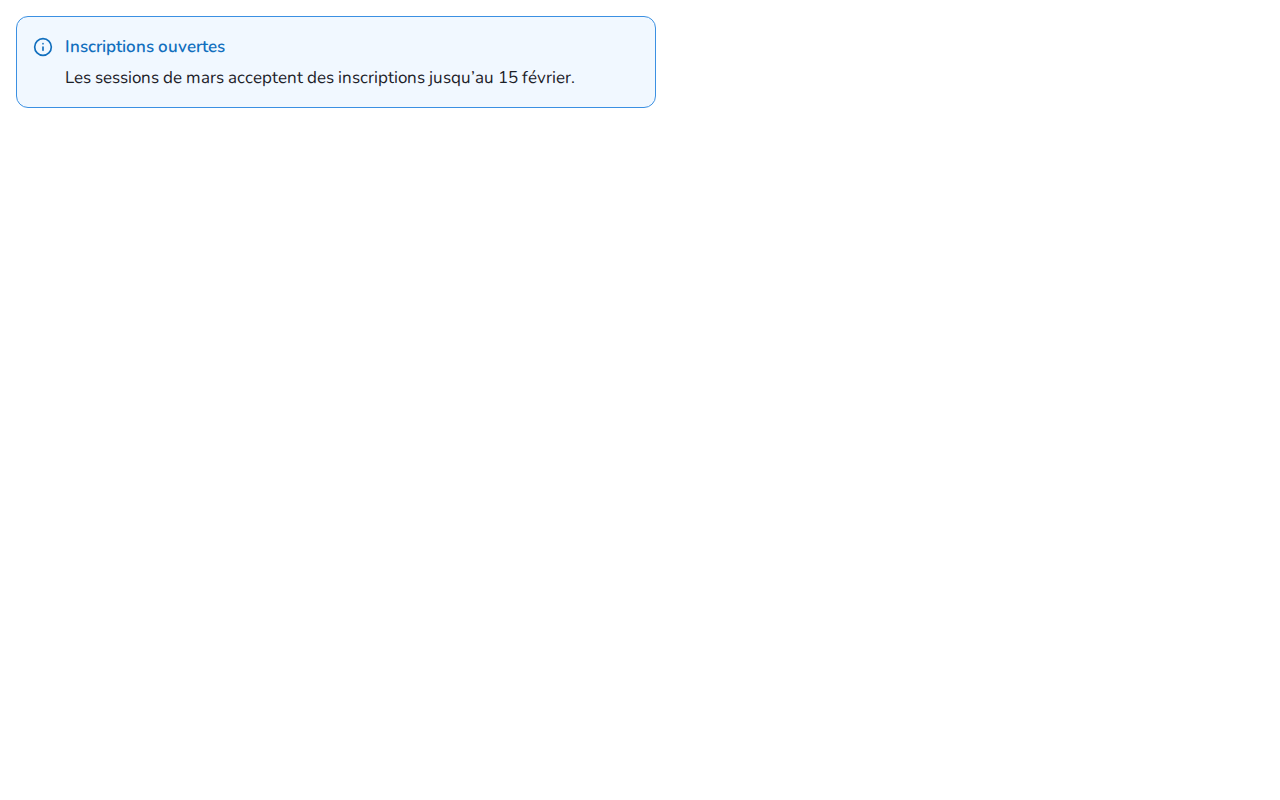 Inscriptions ouvertes
Les sessions de mars acceptent des inscriptions jusqu’au 15 février.